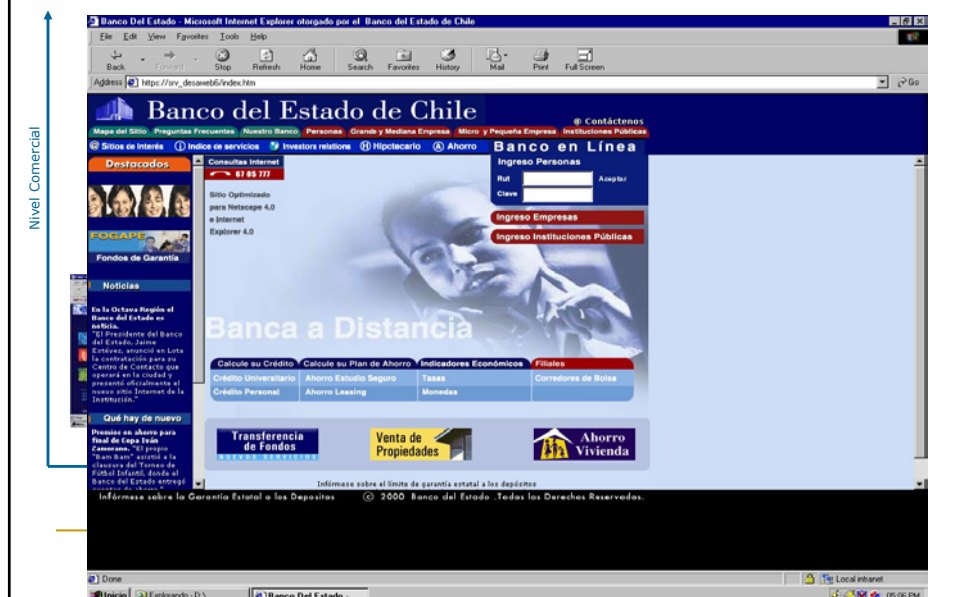 Nivel Comercial
Banco Del Estado - Microsoft Internet Explorer otorgado por el Banco del Estado de Chile
File Edit View Favorites Tools Help
Back Forward Stop Refresh Home Search Favorites History Mail Print Full Screen
Address https://srv_desaweb6/index.htm Go
Banco del Estado de Chile
@ Contáctenos
Mapa del Sitio Preguntas Frecuentes Nuestro Banco Personas Grande y Mediana Empresa Micro y Pequeña Empresa Instituciones Públicas
@ Sitios de Interés Indice de servicios Investors relations Hipotecario Ahorro
Banco en Línea
Ingreso Personas
Rut Aceptar
Clave
Ingreso Empresas
Ingreso Instituciones Públicas
Destacados
FOGAPE
Fondos de Garantía
Noticias
En la Octava Región el
Banco del Estado es
noticia.
"El Presidente del Banco
del Estado, Jaime
Estévez, anunció en Lota
la contratación para su
Centro de Contacto que
operará en la ciudad y
presentó oficialmente el
nuevo sitio Internet de la
Institución."
Qué hay de nuevo
Premios en ahorro para
final de Copa Iván
Zamorano. "El propio
"Bam Bam" asistió a la
clausura del Torneo de
Fútbol Infantil, donde el
Banco del Estado entregó
Consultas Internet
67 85 777
Sitio Optimizado
para Netscape 4.0
e Internet
Explorer 4.0
Banca a Distancia
Calcule su Crédito Calcule su Plan de Ahorro Indicadores Económicos Filiales
Crédito Universitario Ahorro Estudio Seguro Tasas Corredores de Bolsa
Crédito Personal Ahorro Leasing Monedas
Transferencia
de Fondos
NUEVOS SERVICIOS
Venta de
Propiedades
Ahorro
Vivienda
Infórmese sobre el límite de garantía estatal a los depósitos
Infórmese sobre la Garantía Estatal a los Depositos © 2000 Banco del Estado .Todos los Derechos Reservados.
Done Local intranet
Inicio Explorando - D:\ Banco Del Estado - 05:06 PM